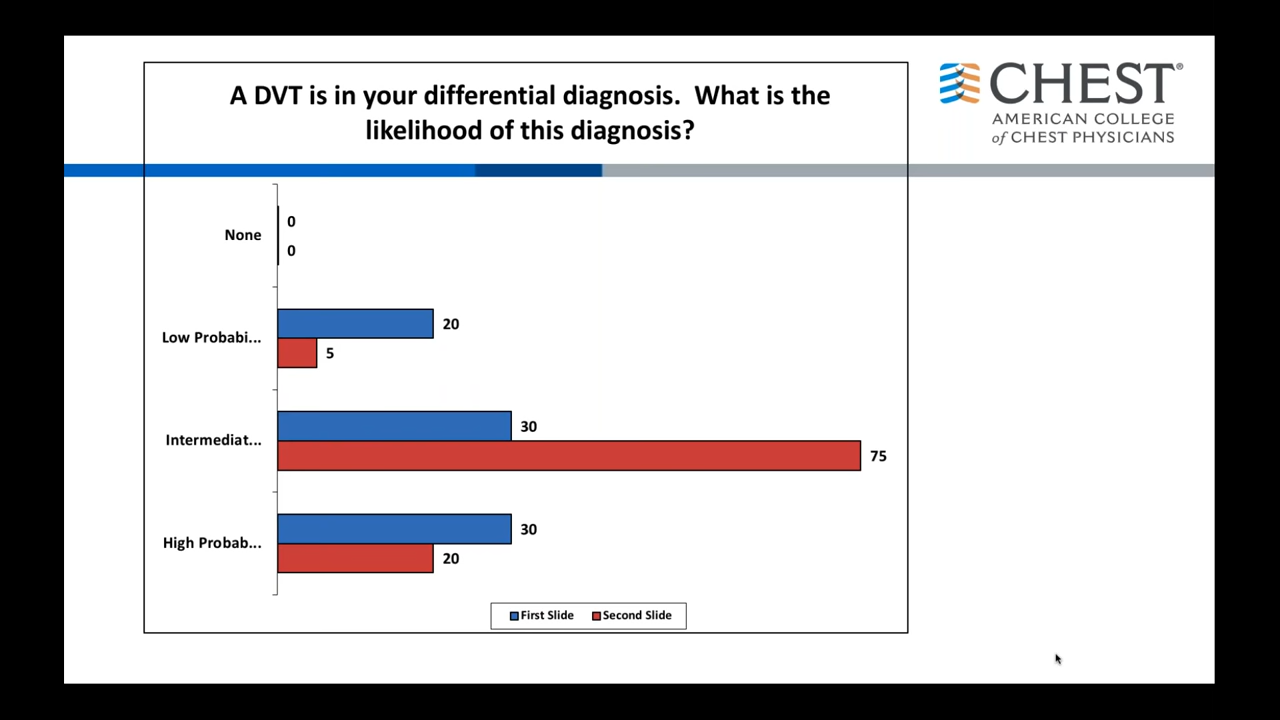 A DVT is in your differential diagnosis.  What is the
likelihood of this diagnosis?
CHEST®
AMERICAN COLLEGE
of CHEST PHYSICIANS
None
0
0
Low Probabi...
20
5
Intermediat...
30
75
High Probab...
30
20
First Slide
Second Slide